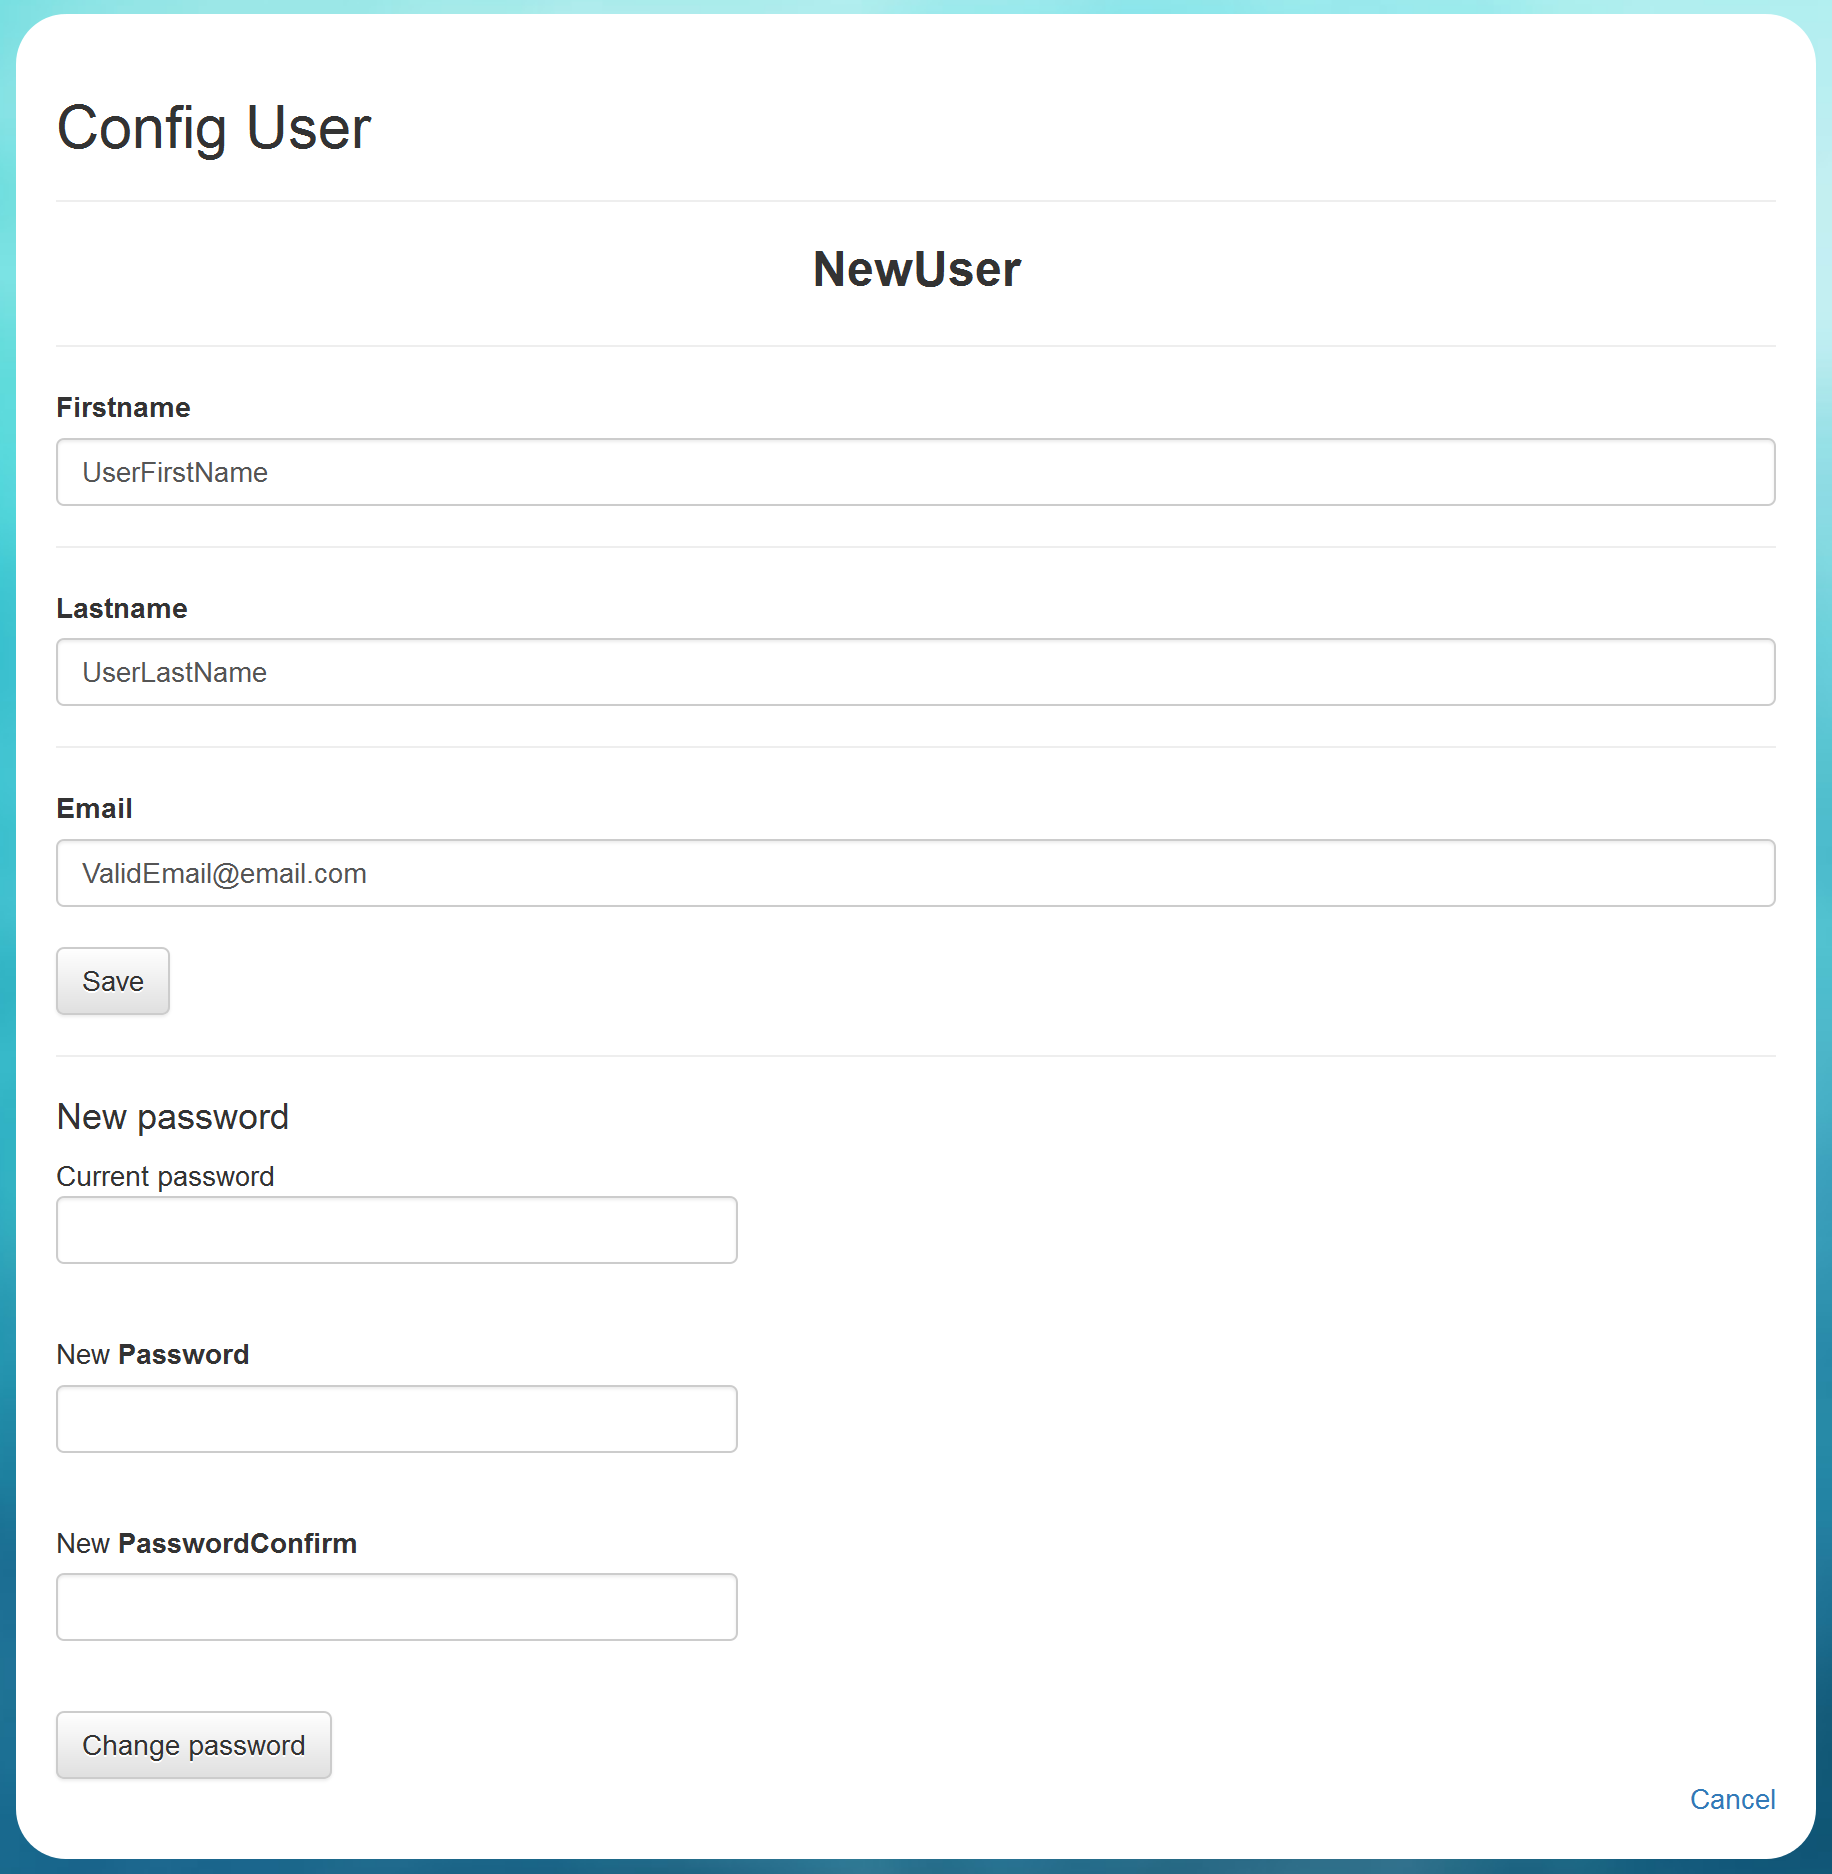 Config User
NewUser
Firstname
UserFirstName
Lastname
UserLastName
Email
ValidEmail@email.com
Save
New password
Current password
New Password
New PasswordConfirm
Change password
Cancel